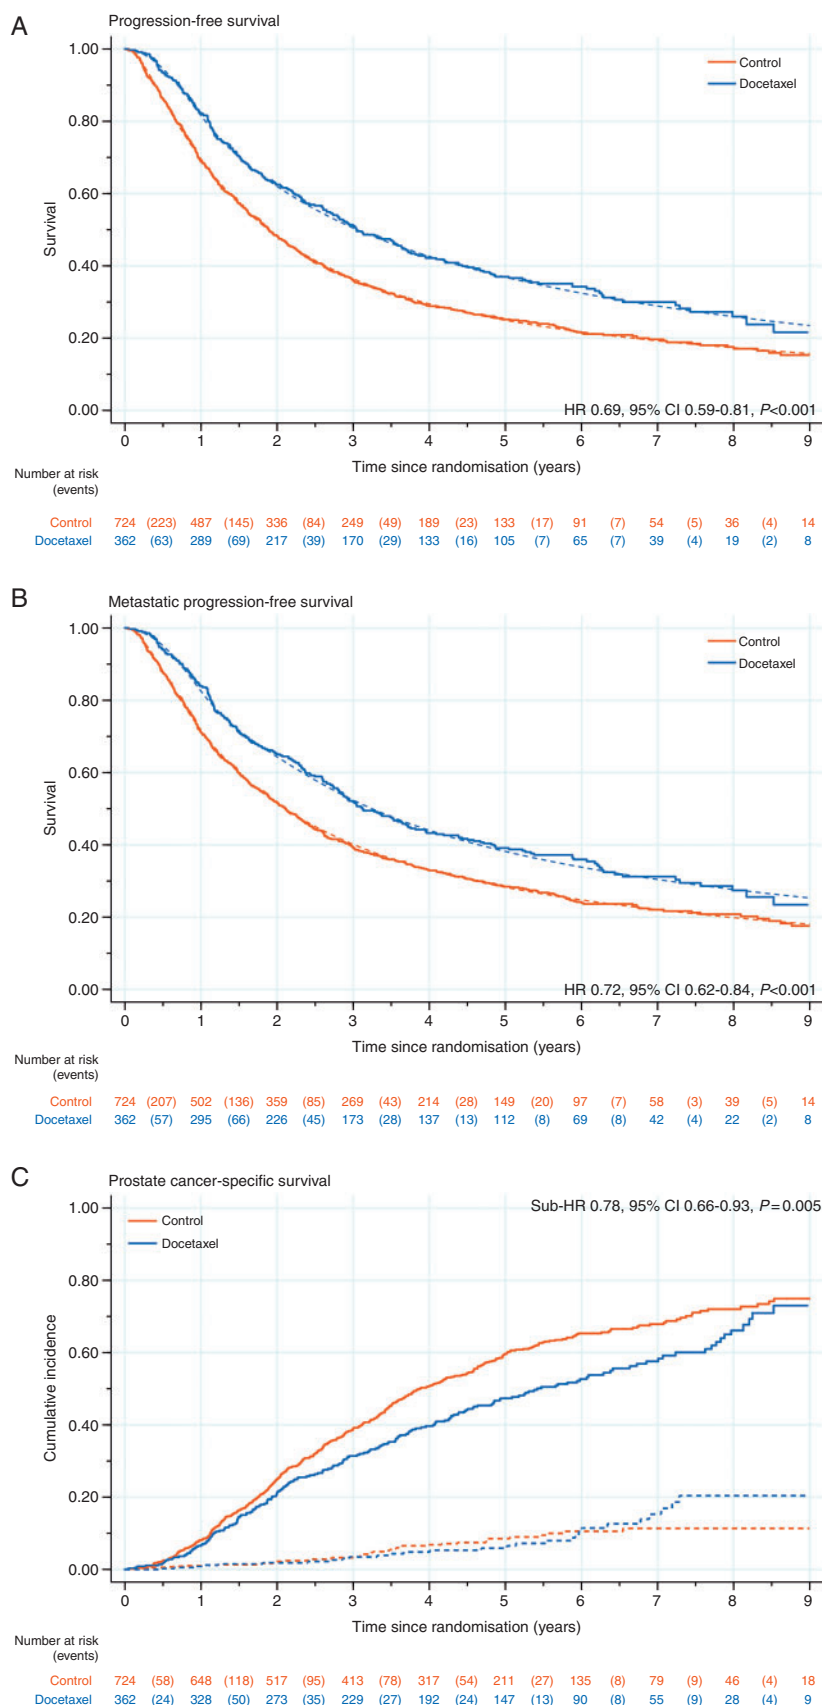 A
Progression-free survival
1.00
0.80
0.60
0.40
0.20
0.00
Survival
Control
Docetaxel
HR 0.69, 95% CI 0.59-0.81, P<0.001
0 1 2 3 4 5 6 7 8 9
Time since randomisation (years)
Number at risk
(events)
Control 724 (223) 487 (145) 336 (84) 249 (49) 189 (23) 133 (17) 91 (7) 54 (5) 36 (4) 14
Docetaxel 362 (63) 289 (69) 217 (39) 170 (29) 133 (16) 105 (7) 65 (7) 39 (4) 19 (2) 8
B
Metastatic progression-free survival
1.00
0.80
0.60
0.40
0.20
0.00
Survival
Control
Docetaxel
HR 0.72, 95% CI 0.62-0.84, P<0.001
0 1 2 3 4 5 6 7 8 9
Time since randomisation (years)
Number at risk
(events)
Control 724 (207) 502 (136) 359 (85) 269 (43) 214 (28) 149 (20) 97 (7) 58 (3) 39 (5) 14
Docetaxel 362 (57) 295 (66) 226 (45) 173 (28) 137 (13) 112 (8) 69 (8) 42 (4) 22 (2) 8
C
Prostate cancer-specific survival
1.00
0.80
0.60
0.40
0.20
0.00
Cumulative incidence
Sub-HR 0.78, 95% CI 0.66-0.93, P=0.005
Control
Docetaxel
0 1 2 3 4 5 6 7 8 9
Time since randomisation (years)
Number at risk
(events)
Control 724 (58) 648 (118) 517 (95) 413 (78) 317 (54) 211 (27) 135 (8) 79 (9) 46 (4) 18
Docetaxel 362 (24) 328 (50) 273 (35) 229 (27) 192 (24) 147 (13) 90 (8) 55 (9) 28 (4) 9